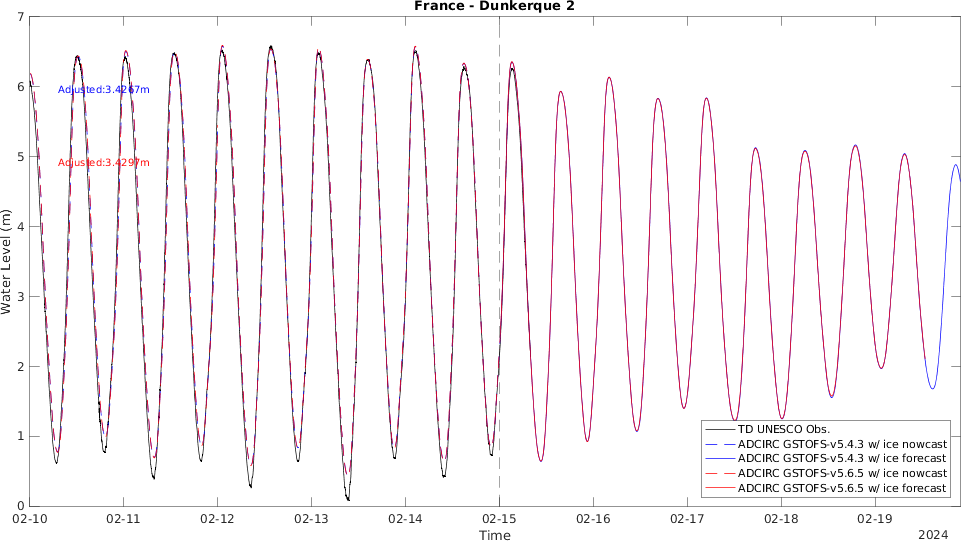 France - Dunkerque 2
7
6
5
4
3
2
1
0
Water Level (m)
Adjusted:3.4267m
Adjusted:3.4297m
TD UNESCO Obs.
ADCIRC GSTOFS-v5.4.3 w/ ice nowcast
ADCIRC GSTOFS-v5.4.3 w/ ice forecast
ADCIRC GSTOFS-v5.6.5 w/ ice nowcast
ADCIRC GSTOFS-v5.6.5 w/ ice forecast
02-10 02-11 02-12 02-13 02-14 02-15 02-16 02-17 02-18 02-19
Time
2024